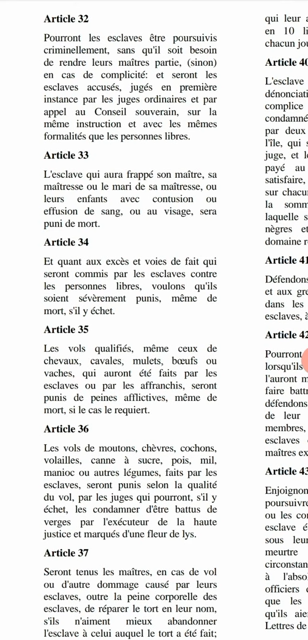 Article 32
Pourront les esclaves être poursuivis
criminellement, sans qu'il soit besoin
de rendre leurs maîtres partie, (sinon)
en cas de complicité: et seront les
esclaves accusés, jugés en première
instance par les juges ordinaires et par
appel au Conseil souverain, sur la
même instruction et avec les mêmes
formalités que les personnes libres.
Article 33
L'esclave qui aura frappé son maître, sa
maîtresse ou le mari de sa maîtresse, ou
leurs enfants avec contusion ou
effusion de sang, ou au visage, sera
puni de mort.
Article 34
Et quant aux excès et voies de fait qui
seront commis par les esclaves contre
les personnes libres, voulons qu'ils
soient sévèrement punis, même de
mort, s'il y échet.
Article 35
Les vols qualifiés, même ceux de
chevaux, cavales, mulets, bœufs ou
vaches, qui auront été faits par les
esclaves ou par les affranchis, seront
punis de peines afflictives, même de
mort, si le cas le requiert.
Article 36
Les vols de moutons, chèvres, cochons,
volailles, canne à sucre, pois, mil,
manioc ou autres légumes, faits par les
esclaves, seront punis selon la qualité
du vol, par les juges qui pourront, s'il y
échet, les condamner d'être battus de
verges par l'exécuteur de la haute
justice et marqués d'une fleur de lys.
Article 37
Seront tenus les maîtres, en cas de vol
ou d'autre dommage causé par leurs
esclaves, outre la peine corporelle des
esclaves, de réparer le tort en leur nom,
s'ils n'aiment mieux abandonner
l'esclave à celui auquel le tort a été fait;
qui leur a
en 10 li
chacun jou
Article 40
L'esclave
dénonciati
complice
condamné
par deux
l'île, qui s
juge, et le
payé au
satisfaire,
sur chacun
la somm
laquelle s
nègres et
domaine r
Article 41
Défendons
et aux gre
dans les
esclaves, à
Article 42
Pourront
lorsqu'ils
l'auront m
faire battr
défendons
de leur
membres,
esclaves
maîtres ex
Article 43
Enjoignon
poursuivre
ou les con
esclave é
sous leur
meurtre
circonstan
à l'abso
officiers
que les
qu'ils aie
Lettres de